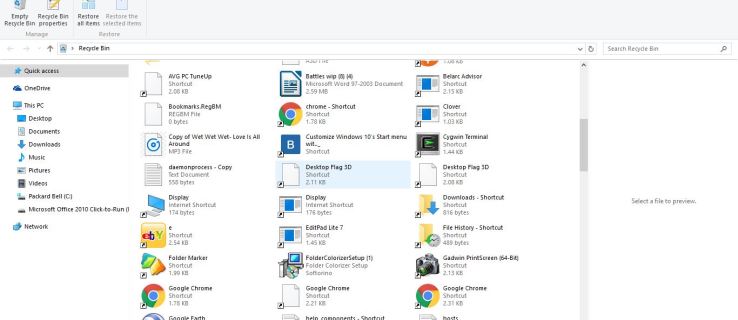 Empty Recycle Bin
Recycle Bin properties
Restore all items
Restore the selected items
Manage
Restore
Recycle Bin
Search Recycle Bin
Quick access
OneDrive
This PC
Desktop
Documents
Downloads
Music
Pictures
Videos
Packard Bell (C:)
Microsoft Office 2010 Click-to-Run (
Network
AVG PC TuneUp
Shortcut
2.08 KB
Battles wip (8) (4)
Microsoft Word 97-2003 Document
2.59 MB
Belarc Advisor
Shortcut
2.15 KB
Bookmarks.RegBM
REGBM File
0 bytes
chrome - Shortcut
Shortcut
1.78 KB
Clover
Shortcut
1.03 KB
Copy of Wet Wet Wet- Love Is All
Around
MP3 File
Customize Windows 10's Start menu
wit...
Shortcut
Cygwin Terminal
Shortcut
1.44 KB
daemonprocess - Copy
Text Document
550 bytes
Desktop Flag 3D
Shortcut
2.11 KB
Desktop Flag 3D
Shortcut
2.08 KB
Display
Internet Shortcut
174 bytes
Display
Internet Shortcut
176 bytes
Downloads - Shortcut
Shortcut
816 bytes
e
Shortcut
2.54 KB
EditPad Lite 7
Shortcut
1.45 KB
File History - Shortcut
Shortcut
489 bytes
Folder Marker
Shortcut
1.99 KB
FolderColorizerSetup (1)
Folder Colorizer Setup
Softorino
Gadwin PrintScreen (64-Bit)
Shortcut
2.13 KB
Google Chrome
Shortcut
1.78 KB
Google Chrome
Shortcut
2.21 KB
Google Chrome
Shortcut
2.31 KB
Google Earth
help_components - Shortcut
hosts
Select a file to preview.